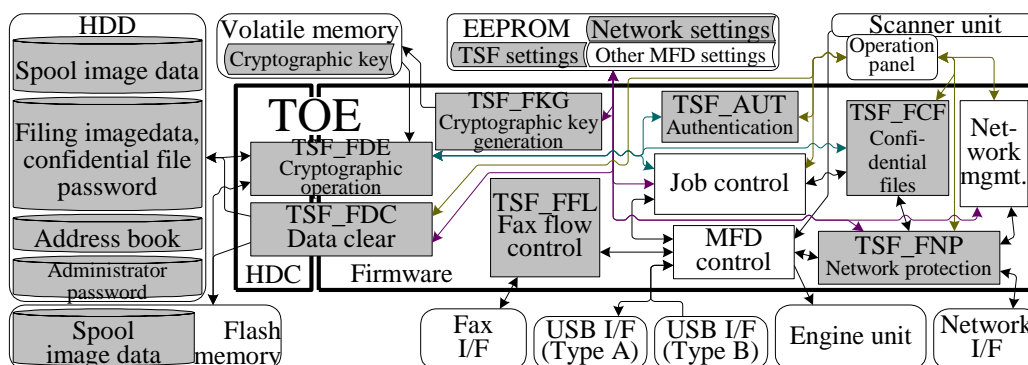 HDD
Spool image data
Filing imagedata,
confidential file
password
Address book
Administrator
password
Spool
image data
Flash
memory
Volatile memory
Cryptographic key
EEPROM
Network settings
TSF settings
Other MFD settings
Scanner unit
Operation
panel
TOE
TSF_FKG
Cryptographic key
generation
TSF_AUT
Authentication
TSF_FCF
Confi-
dential
files
Net-
work
mgmt.
TSF_FDE
Cryptographic
operation
Job control
TSF_FDC
Data clear
TSF_FFL
Fax flow
control
MFD
control
TSF_FNP
Network protection
HDC
Firmware
Fax
I/F
USB I/F
(Type A)
USB I/F
(Type B)
Engine unit
Network
I/F